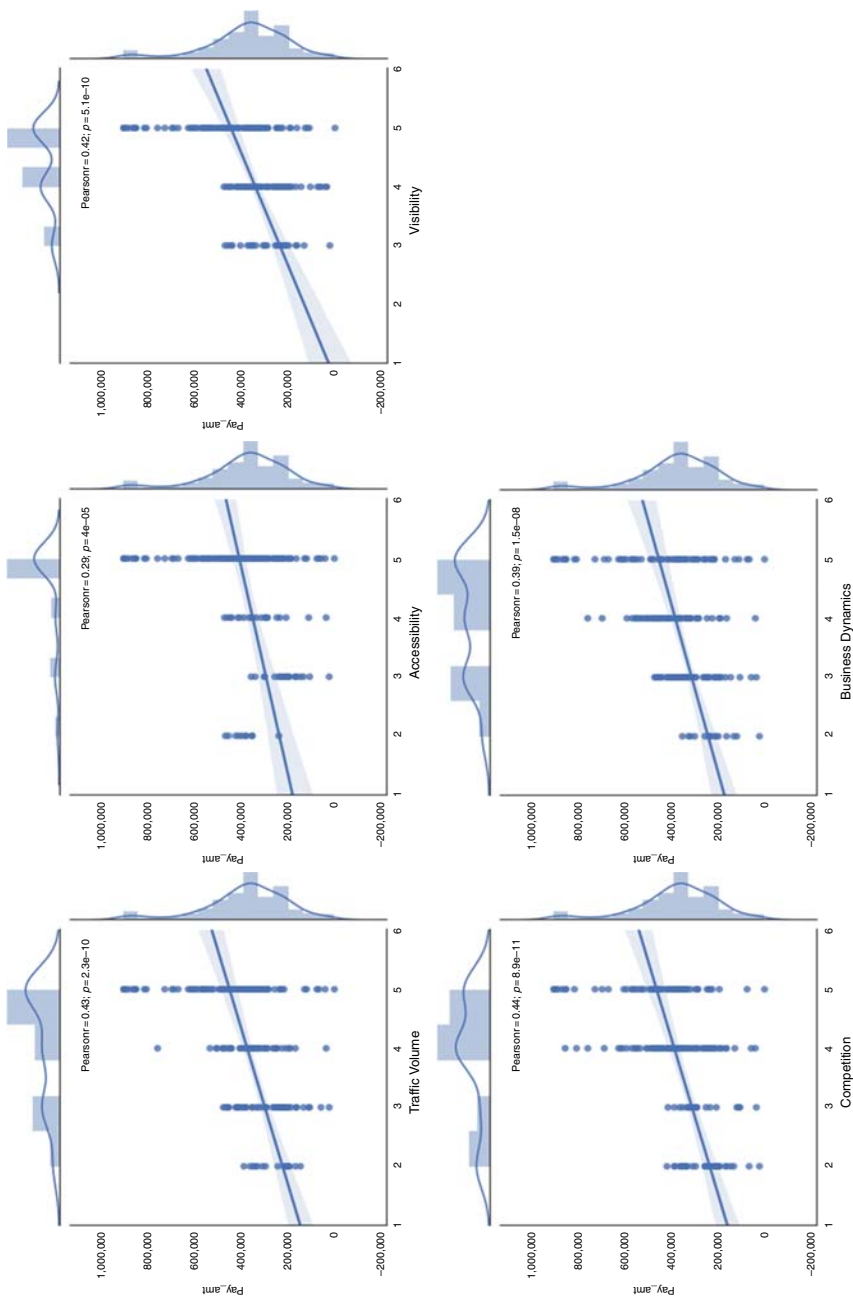 1,000,000
800,000
600,000
400,000
200,000
0
−200,000
Pay_amt
Pearsonr = 0.43; p = 2.3e–10
1 2 3 4 5 6
Traffic Volume
1,000,000
800,000
600,000
400,000
200,000
0
−200,000
Pay_amt
Pearsonr = 0.29; p = 4e–05
1 2 3 4 5 6
Accessibility
1,000,000
800,000
600,000
400,000
200,000
0
−200,000
Pay_amt
Pearsonr = 0.42; p = 5.1e–10
1 2 3 4 5 6
Visibility
1,000,000
800,000
600,000
400,000
200,000
0
−200,000
Pay_amt
Pearsonr = 0.44; p = 8.9e–11
1 2 3 4 5 6
Competition
1,000,000
800,000
600,000
400,000
200,000
0
−200,000
Pay_amt
Pearsonr = 0.39; p = 1.5e–08
1 2 3 4 5 6
Business Dynamics